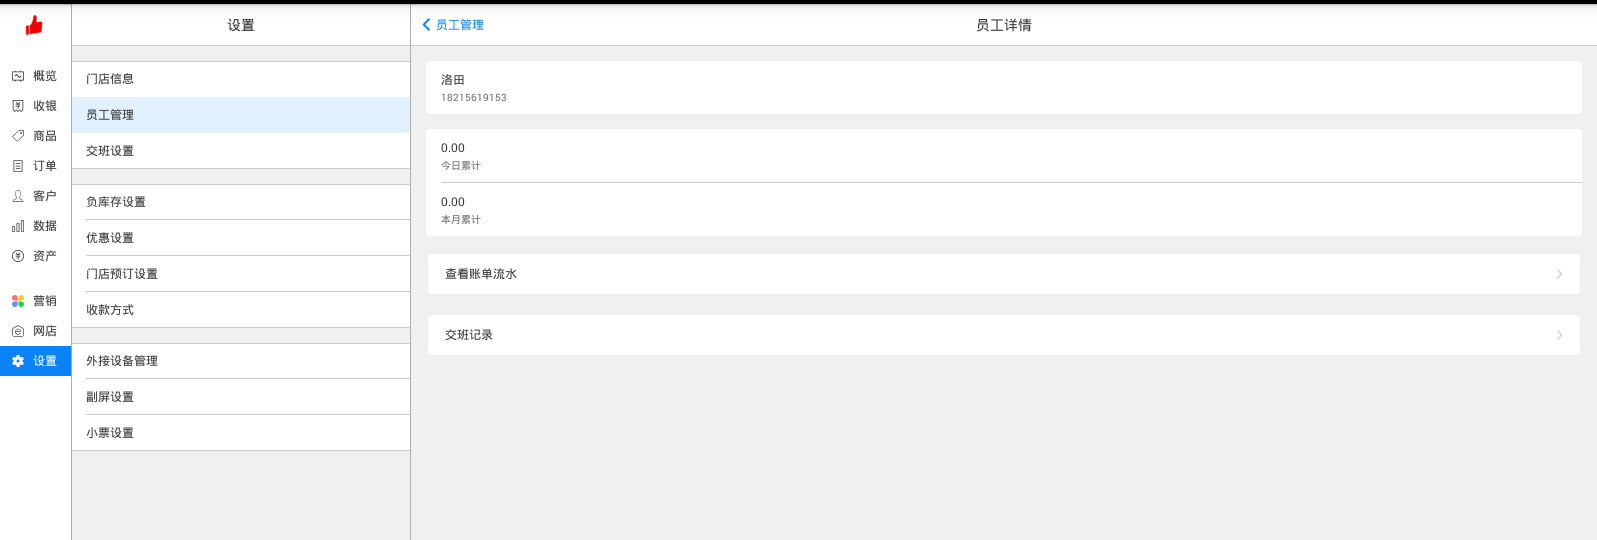 概览
收银
商品
订单
客户
数据
资产
营销
网店
设置
设置
门店信息
员工管理
交班设置
负库存设置
优惠设置
门店预订设置
收款方式
外接设备管理
副屏设置
小票设置
员工管理
员工详情
洛田
18215619153
0.00
今日累计
0.00
本月累计
查看账单流水
交班记录